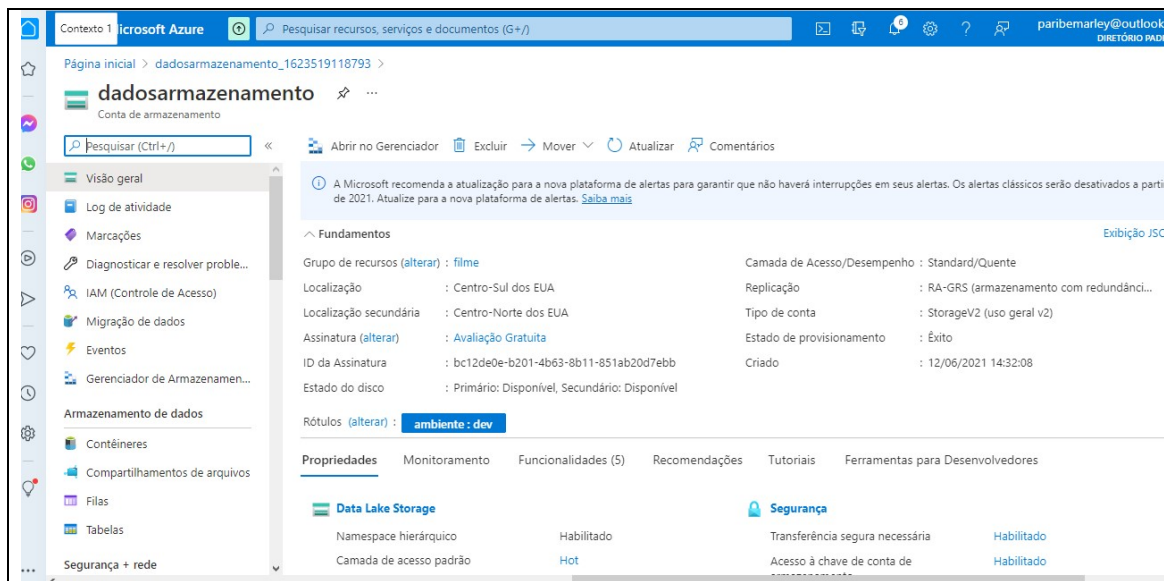 Contexto 1 icrosoft Azure Pesquisar recursos, serviços e documentos (G+/) 6 ? paribemarley@outlook
DIRETÓRIO PAD
Página inicial > dadosarmazenamento_1623519118793 >
dadosarmazenamento ...
Conta de armazenamento
Pesquisar (Ctrl+/) «
Abrir no Gerenciador Excluir Mover Atualizar Comentários
Visão geral
Log de atividade
Marcações
Diagnosticar e resolver proble...
IAM (Controle de Acesso)
Migração de dados
Eventos
Gerenciador de Armazenamen...
Armazenamento de dados
Contêineres
Compartilhamentos de arquivos
Filas
Tabelas
Segurança + rede
A Microsoft recomenda a atualização para a nova plataforma de alertas para garantir que não haverá interrupções em seus alertas. Os alertas clássicos serão desativados a parti
de 2021. Atualize para a nova plataforma de alertas. Saiba mais
Fundamentos
Exibição JSO
Grupo de recursos (alterar) : filme
Localização : Centro-Sul dos EUA
Localização secundária : Centro-Norte dos EUA
Assinatura (alterar) : Avaliação Gratuita
ID da Assinatura : bc12de0e-b201-4b63-8b11-851ab20d7ebb
Estado do disco : Primário: Disponível, Secundário: Disponível
Camada de Acesso/Desempenho : Standard/Quente
Replicação : RA-GRS (armazenamento com redundânci...
Tipo de conta : StorageV2 (uso geral v2)
Estado de provisionamento : Êxito
Criado : 12/06/2021 14:32:08
Rótulos (alterar) : ambiente : dev
Propriedades Monitoramento Funcionalidades (5) Recomendações Tutoriais Ferramentas para Desenvolvedores
Data Lake Storage
Namespace hierárquico Habilitado
Camada de acesso padrão Hot
Segurança
Transferência segura necessária Habilitado
Acesso à chave de conta de Habilitado